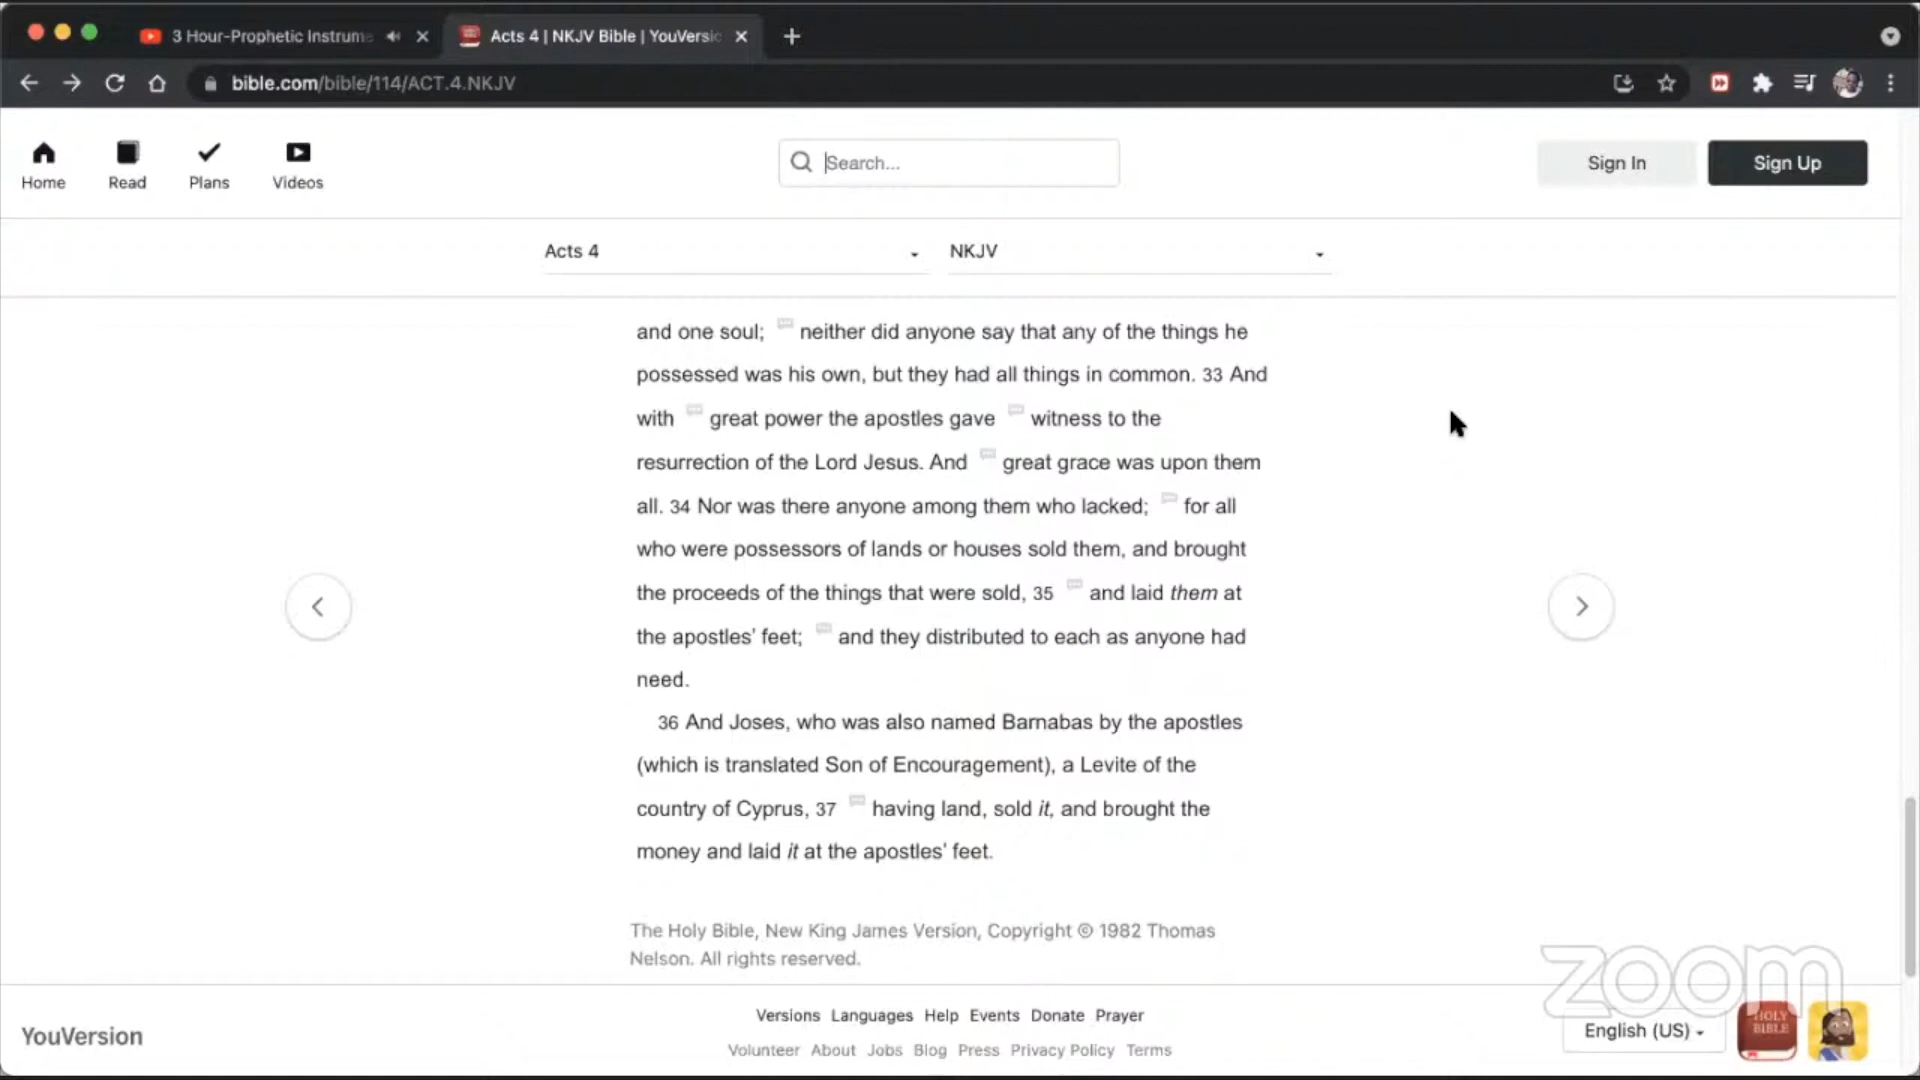 3 Hour-Prophetic Instrume
Acts 4 | NKJV Bible | YouVersic
bible.com/bible/114/ACT.4.NKJV
Home Read Plans Videos
Search...
Sign In Sign Up
Acts 4 NKJV
and one soul; neither did anyone say that any of the things he
possessed was his own, but they had all things in common. 33 And
with great power the apostles gave witness to the
resurrection of the Lord Jesus. And great grace was upon them
all. 34 Nor was there anyone among them who lacked; for all
who were possessors of lands or houses sold them, and brought
the proceeds of the things that were sold, 35 and laid them at
the apostles’ feet; and they distributed to each as anyone had
need.
36 And Joses, who was also named Barnabas by the apostles
(which is translated Son of Encouragement), a Levite of the
country of Cyprus, 37 having land, sold it, and brought the
money and laid it at the apostles’ feet.
The Holy Bible, New King James Version, Copyright © 1982 Thomas
Nelson. All rights reserved.
zoom
Versions Languages Help Events Donate Prayer
YouVersion
English (US)
HOLY
BIBLE
Volunteer About Jobs Blog Press Privacy Policy Terms